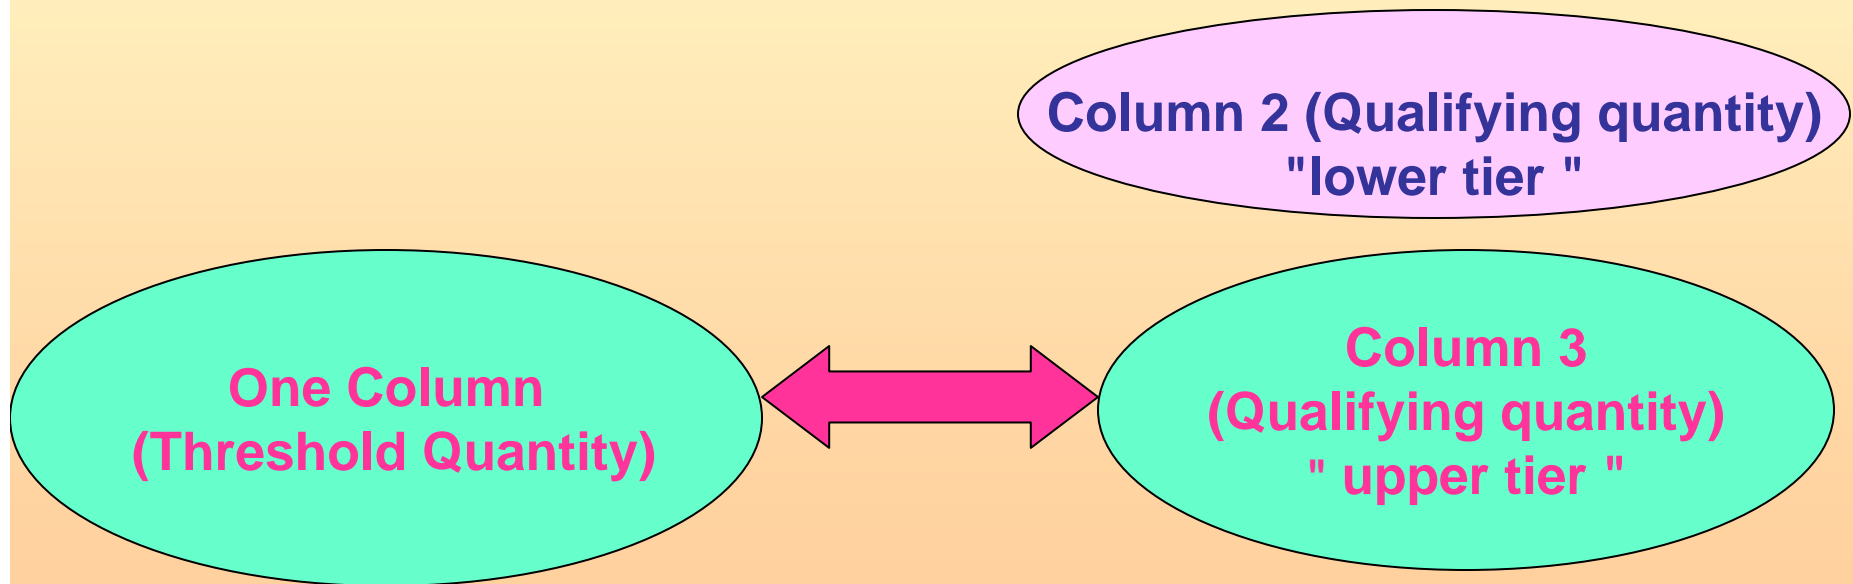 Column 2 (Qualifying quantity)
"lower tier "
One Column
(Threshold Quantity)
Column 3
(Qualifying quantity)
" upper tier "